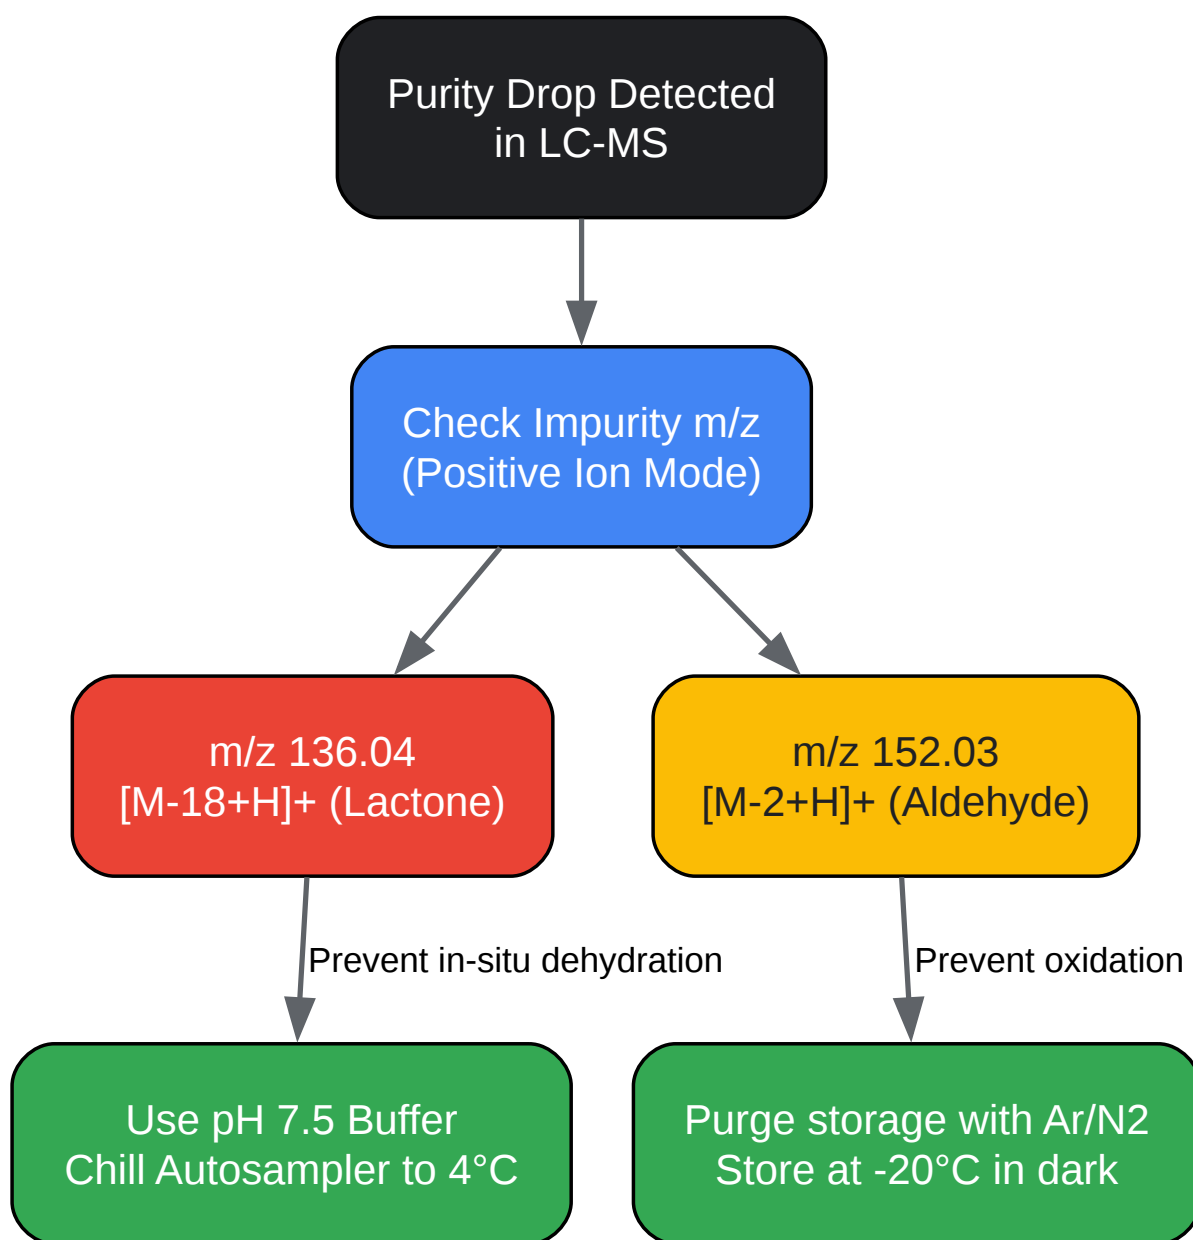 Purity Drop Detected
in LC-MS
Check Impurity m/z
(Positive Ion Mode)
m/z 136.04
[M-18+H]+ (Lactone)
m/z 152.03
[M-2+H]+ (Aldehyde)
Prevent in-situ dehydration
Prevent oxidation
Use pH 7.5 Buffer
Chill Autosampler to 4°C
Purge storage with Ar/N2
Store at -20°C in dark